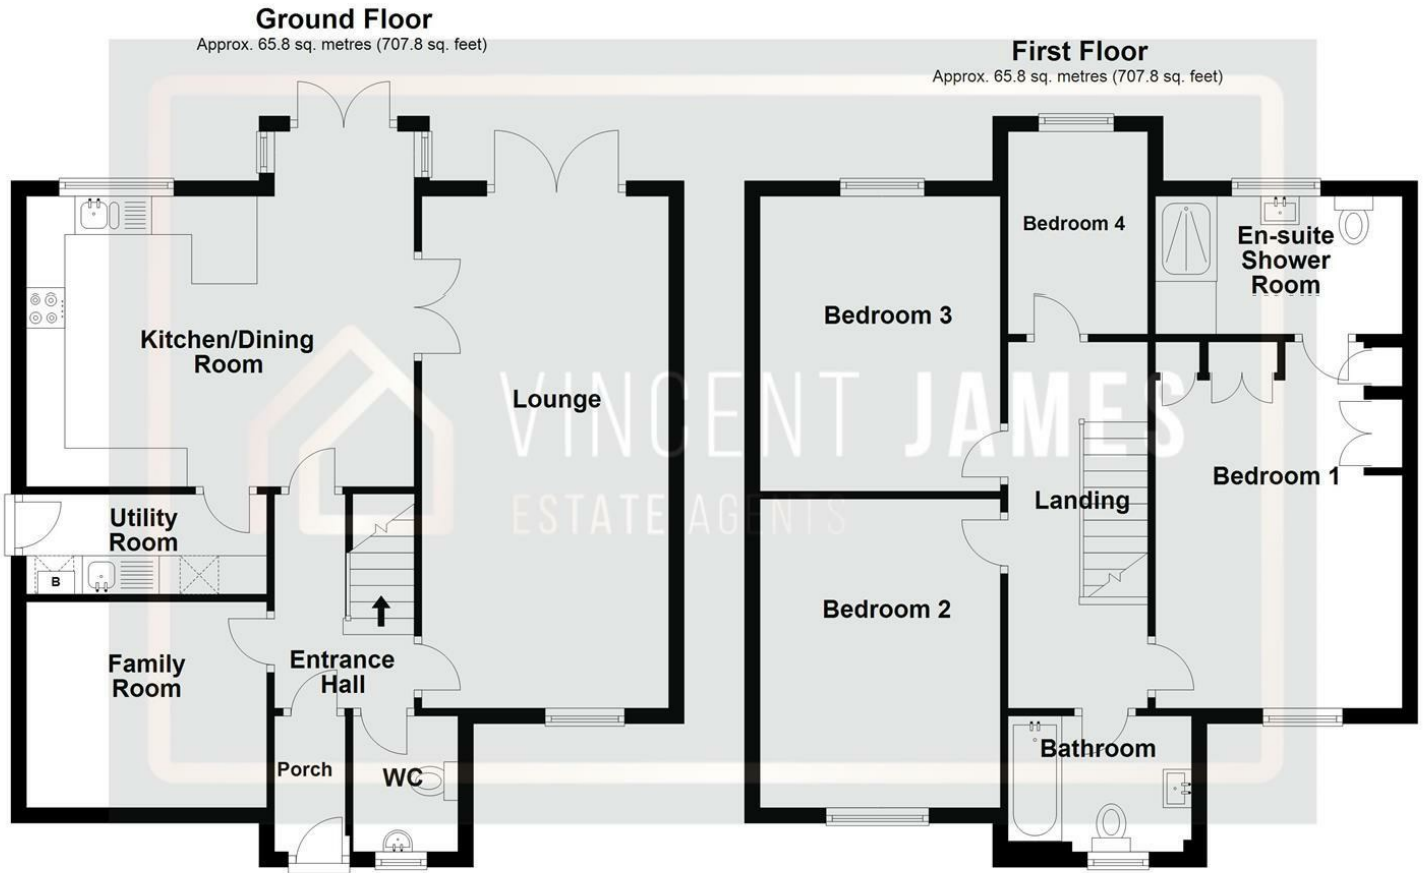 Ground Floor
Approx. 65.8 sq. metres (707.8 sq. feet)
Kitchen/Dining
Room
Lounge
Utility
Room
B
Family
Room
Entrance
Hall
Porch
WC
First Floor
Approx. 65.8 sq. metres (707.8 sq. feet)
Bedroom 4
En-suite
Shower
Room
Bedroom 3
Bedroom 1
Landing
Bedroom 2
Bathroom
VINCENT JAMES
ESTATE AGENTS